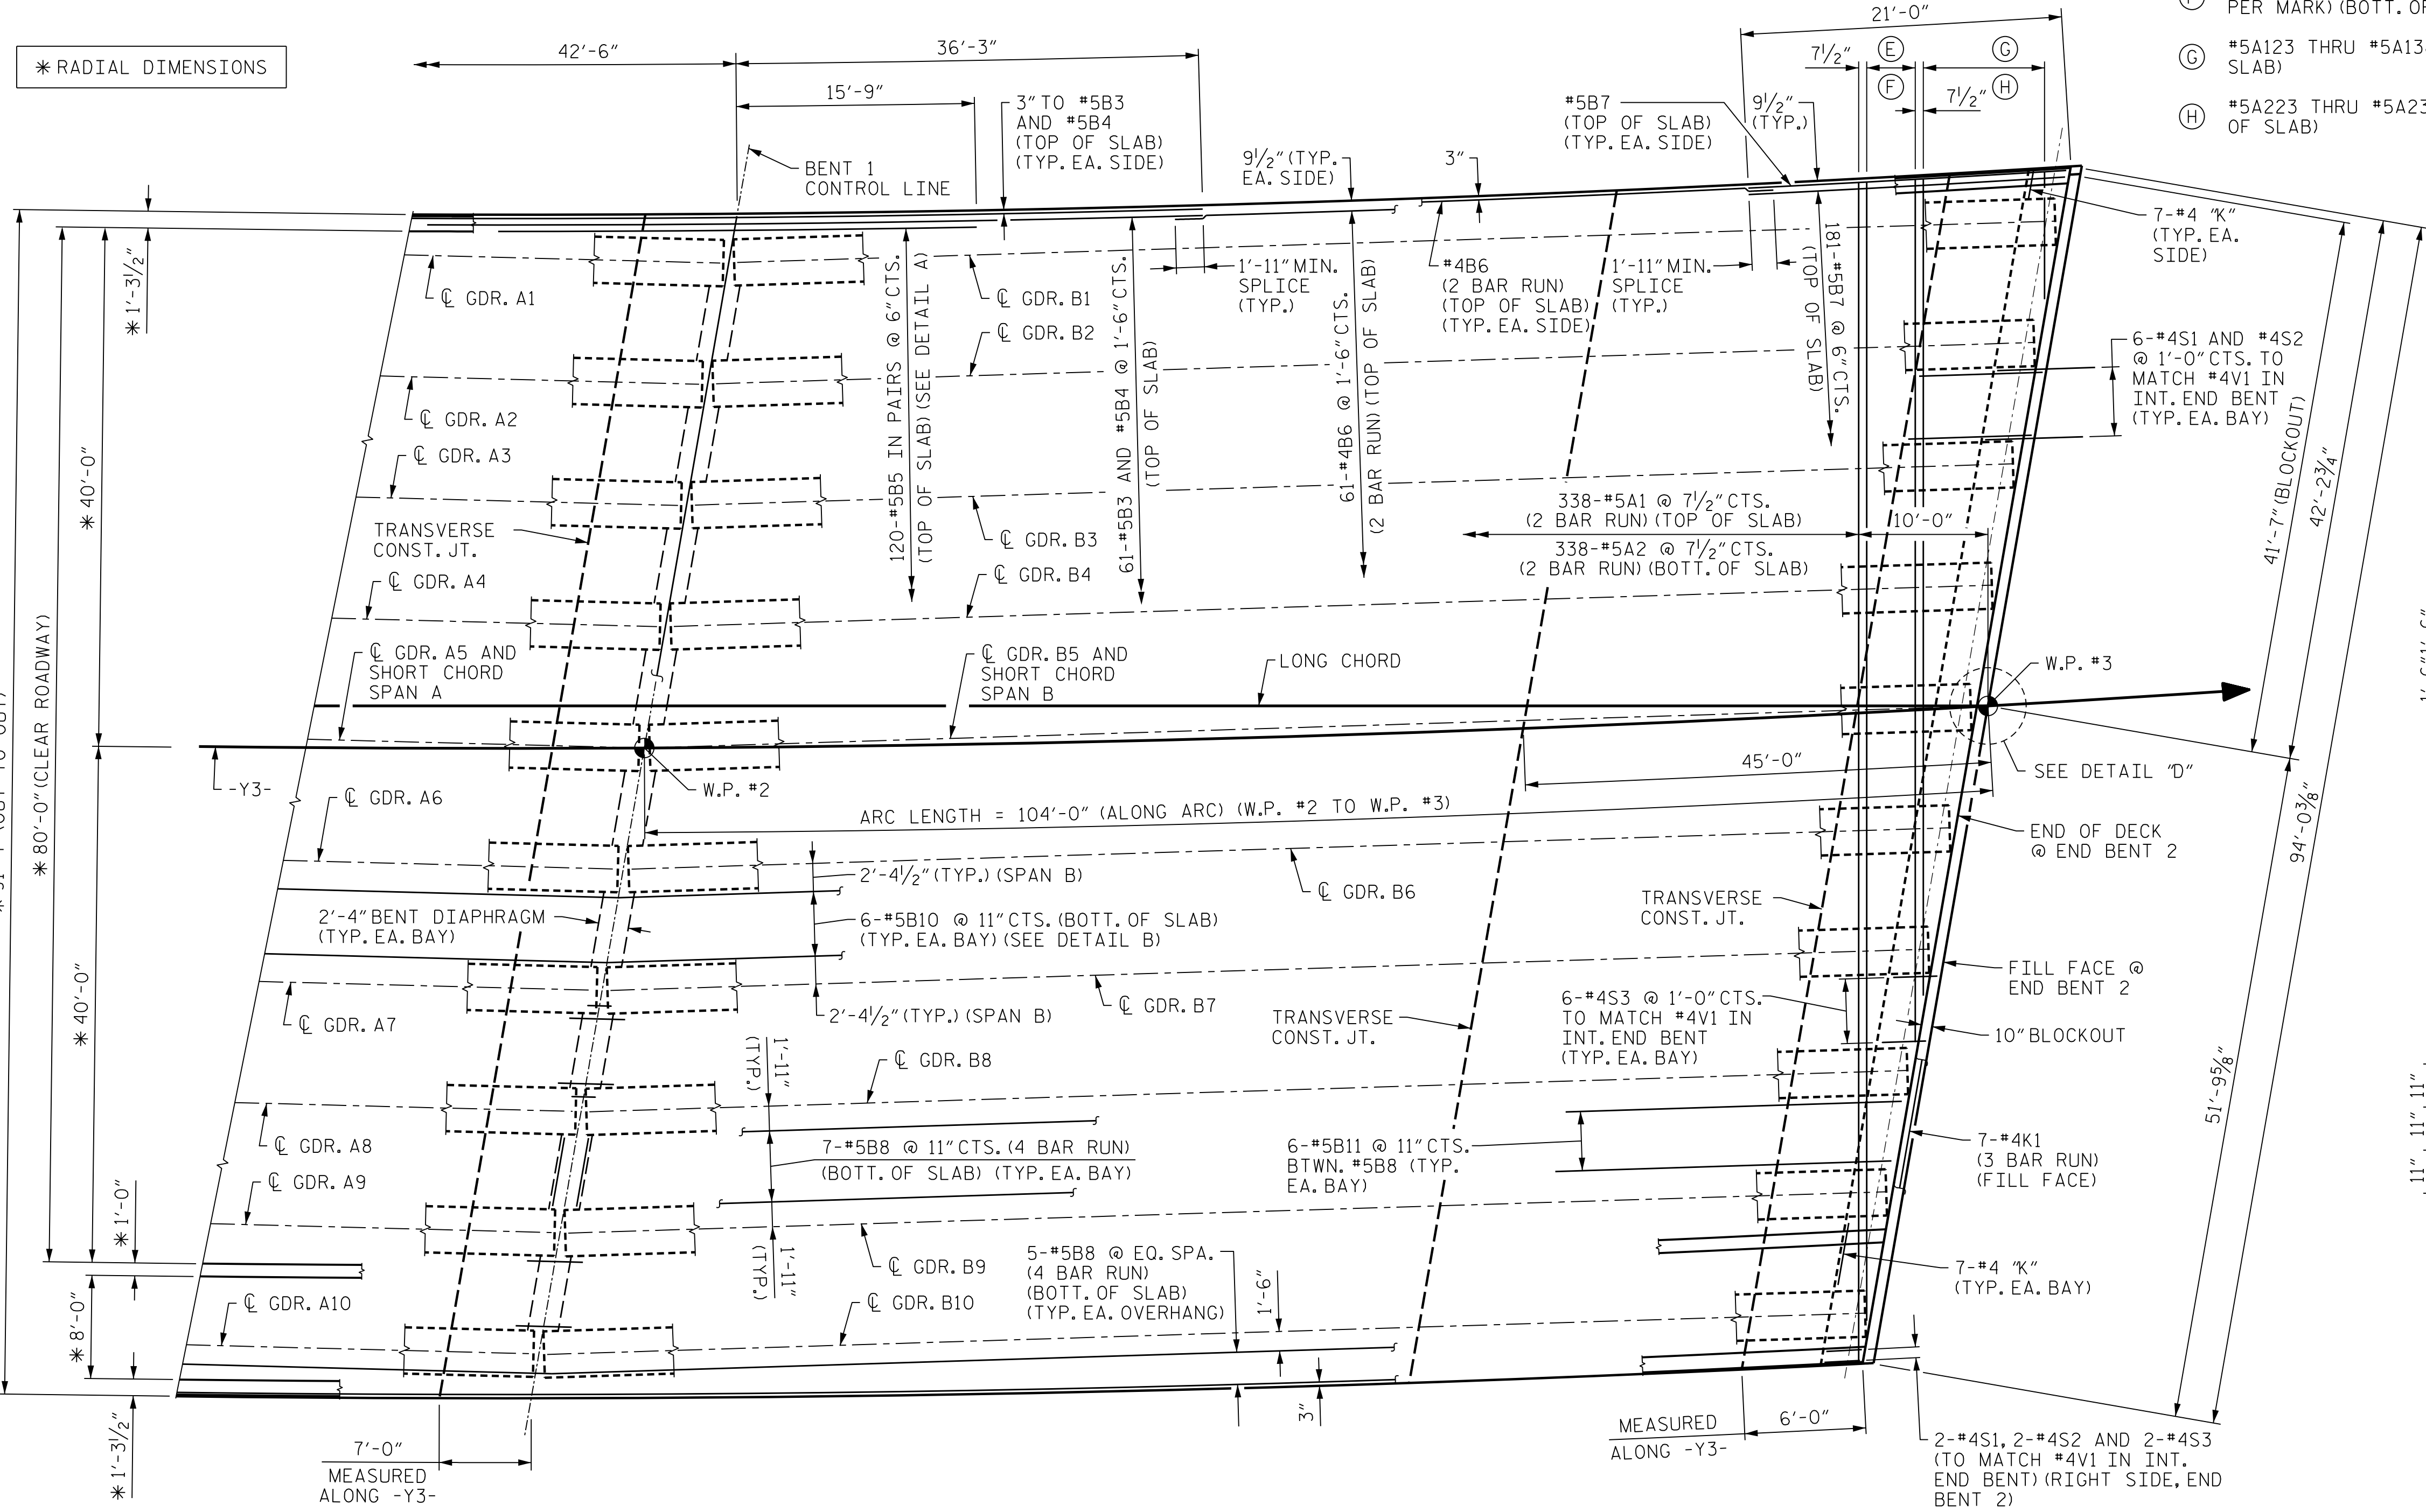 ✳ RADIAL DIMENSIONS
42'-6"
36'-3"
15'-9"
3" TO #5B3
AND #5B4
(TOP OF SLAB)
(TYP. EA. SIDE)
BENT 1
CONTROL LINE
9½" (TYP.
EA. SIDE)
3"
#5B7
(TOP OF SLAB)
(TYP. EA. SIDE)
9½"
(TYP.)
21'-0"
7½"
E
F
G
H
7½"
PER MARK) (BOTT. OF
G
#5A123 THRU
SLAB)
H
#5A223 THRU
OF SLAB)
7-#4 "K"
(TYP. EA.
SIDE)
✳ 1'-3½"
℄ GDR. A1
℄ GDR. B1
1'-11" MIN.
SPLICE
(TYP.)
#4B6
(2 BAR RUN)
(TOP OF SLAB)
(TYP. EA. SIDE)
1'-11" MIN.
SPLICE
(TYP.)
℄ GDR. B2
120-#5B5 IN PAIRS @ 6" CTS.
(TOP OF SLAB) (SEE DETAIL A)
61-#5B3 AND #5B4 @ 1'-6" CTS.
(TOP OF SLAB)
61-#4B6 @ 1'-6" CTS.
(2 BAR RUN) (TOP OF SLAB)
181-#5B7 @ 6" CTS.
(TOP OF SLAB)
6-#4S1 AND #4S2
@ 1'-0" CTS. TO
MATCH #4V1 IN
INT. END BENT
(TYP. EA. BAY)
℄ GDR. A2
℄ GDR. A3
✳ 40'-0"
TRANSVERSE
CONST. JT.
℄ GDR. B3
338-#5A1 @ 7½" CTS.
(2 BAR RUN) (TOP OF SLAB)
338-#5A2 @ 7½" CTS.
(2 BAR RUN) (BOTT. OF SLAB)
10'-0"
41'-7" (BLOCKOUT)
42'-2¾"
℄ GDR. A4
℄ GDR. B4
✳ 80'-0" (CLEAR ROADWAY)
℄ GDR. A5 AND
SHORT CHORD
SPAN A
℄ GDR. B5 AND
SHORT CHORD
SPAN B
LONG CHORD
W.P. #3
-Y3-
W.P. #2
45'-0"
SEE DETAIL "D"
℄ GDR. A6
ARC LENGTH = 104'-0" (ALONG ARC) (W.P. #2 TO W.P. #3)
94'-0⅜"
END OF DECK
@ END BENT 2
2'-4½" (TYP.) (SPAN B)
℄ GDR. B6
2'-4" BENT DIAPHRAGM
(TYP. EA. BAY)
6-#5B10 @ 11" CTS. (BOTT. OF SLAB)
(TYP. EA. BAY) (SEE DETAIL B)
TRANSVERSE
CONST. JT.
✳ 40'-0"
FILL FACE @
END BENT 2
℄ GDR. A7
2'-4½" (TYP.) (SPAN B)
℄ GDR. B7
TRANSVERSE
CONST. JT.
6-#4S3 @ 1'-0" CTS.
TO MATCH #4V1 IN
INT. END BENT
(TYP. EA. BAY)
10" BLOCKOUT
1'-11"
(TYP.)
℄ GDR. B8
51'-9⅝"
11" 11" 11"
℄ GDR. A8
7-#5B8 @ 11" CTS. (4 BAR RUN)
(BOTT. OF SLAB) (TYP. EA. BAY)
6-#5B11 @ 11" CTS.
BTWN. #5B8 (TYP.
EA. BAY)
7-#4K1
(3 BAR RUN)
(FILL FACE)
℄ GDR. A9
✳ 1'-0"
1'-11"
(TYP.)
℄ GDR. B9
5-#5B8 @ EQ. SPA.
(4 BAR RUN)
(BOTT. OF SLAB)
(TYP. EA. OVERHANG)
1'-6"
7-#4 "K"
(TYP. EA. BAY)
℄ GDR. A10
℄ GDR. B10
✳ 8'-0"
✳ 1'-3½"
3"
7'-0"
MEASURED
ALONG -Y3-
MEASURED
ALONG -Y3-
6'-0"
2-#4S1, 2-#4S2 AND 2-#4S3
(TO MATCH #4V1 IN INT.
END BENT) (RIGHT SIDE, END
BENT 2)